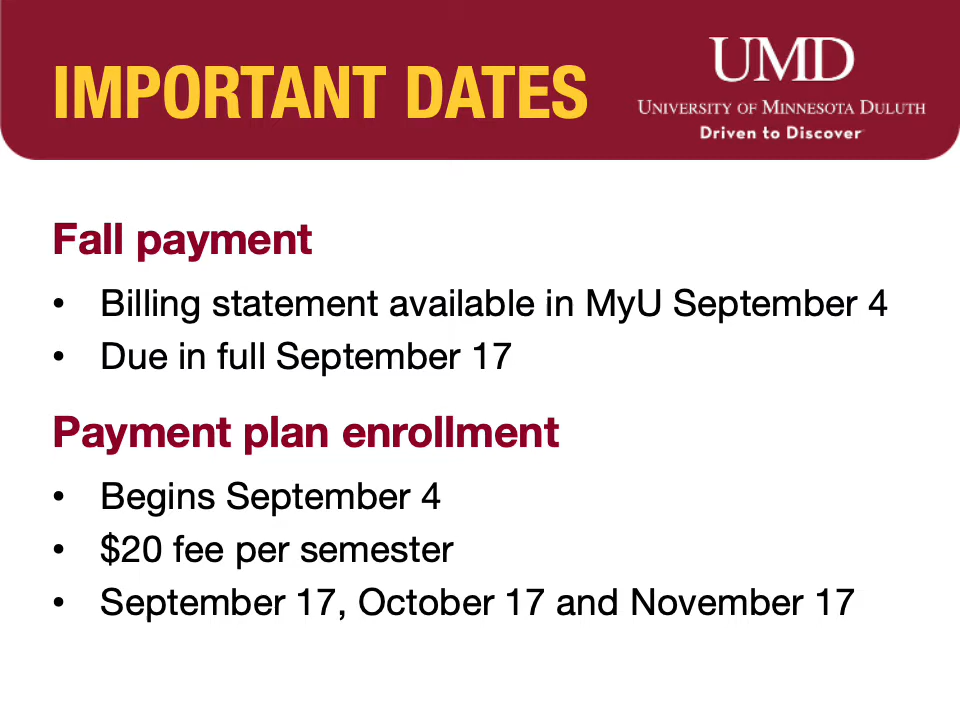 IMPORTANT DATES
UMD
UNIVERSITY OF MINNESOTA DULUTH
Driven to Discover
Fall payment
• Billing statement available in MyU September 4
• Due in full September 17
Payment plan enrollment
• Begins September 4
• $20 fee per semester
• September 17, October 17 and November 17